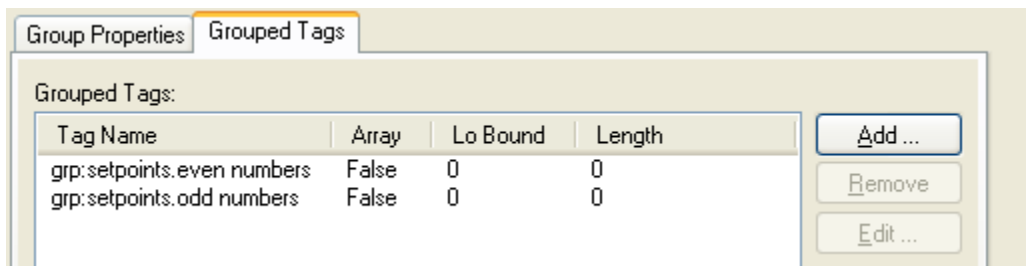 Group Properties Grouped Tags
Grouped Tags:
Tag Name Array Lo Bound Length
Add ...
grp:setpoints.even numbers False 0 0
Remove
grp:setpoints.odd numbers False 0 0
Edit ...